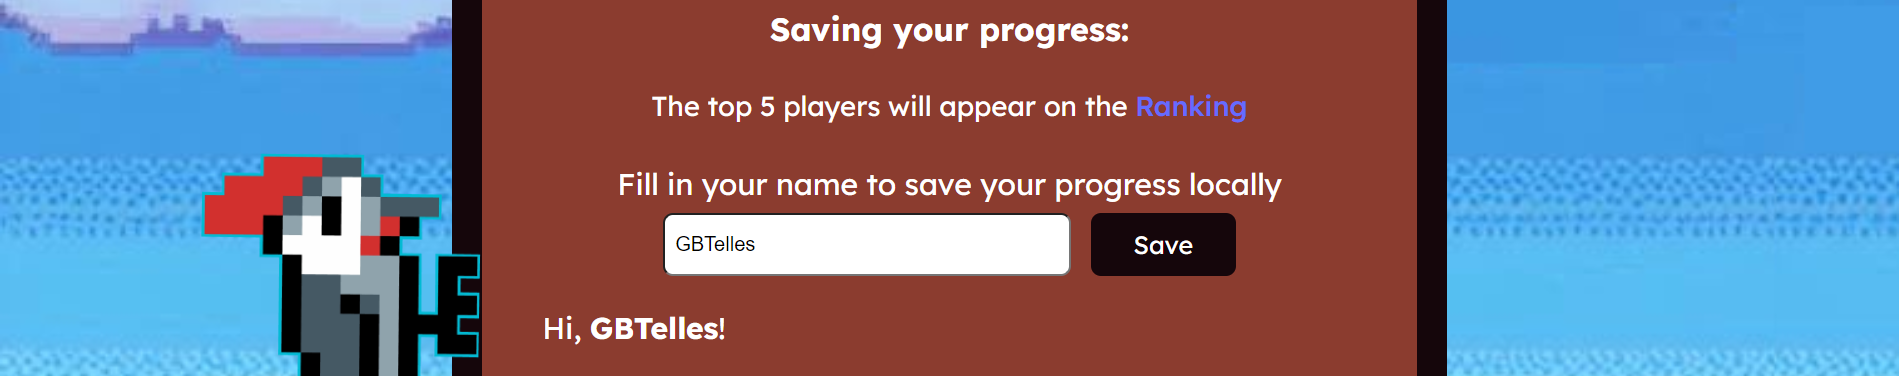 Saving your progress:
The top 5 players will appear on the Ranking
Fill in your name to save your progress locally
GBTelles
Save
Hi, GBTelles!